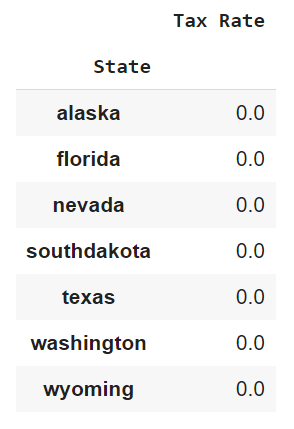 Tax Rate
State
alaska 0.0
florida 0.0
nevada 0.0
southdakota 0.0
texas 0.0
washington 0.0
wyoming 0.0